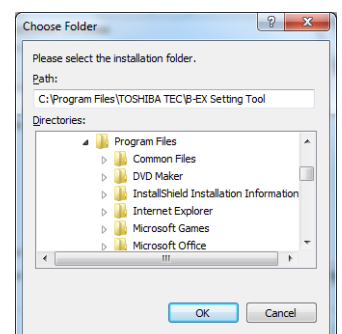 Choose Folder
Please select the installation folder.
Path:
C:\Program Files\TOSHIBA TEC\B-EX Setting Tool
Directories:
Program Files
Common Files
DVD Maker
InstallShield Installation Information
Internet Explorer
Microsoft Games
Microsoft Office
OK Cancel